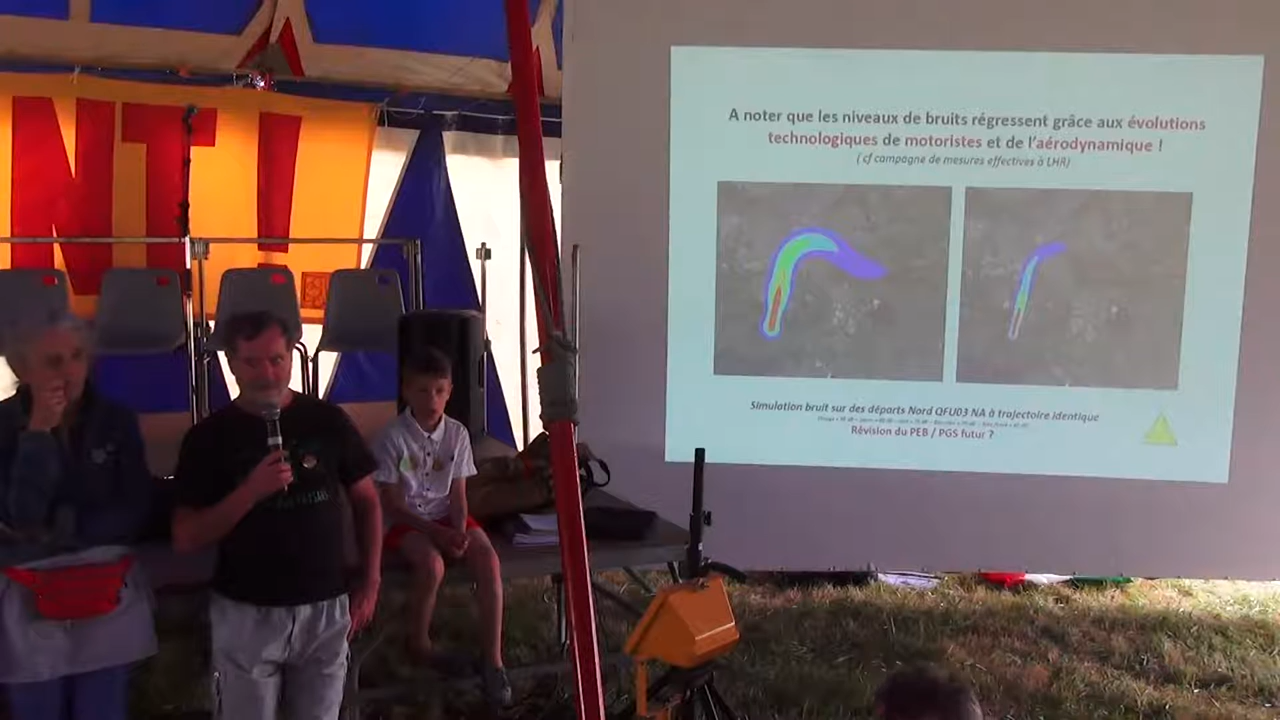 NT!
A noter que les niveaux de bruits régressent grâce aux évolutions
technologiques de motoristes et de l'aérodynamique !
( cf campagne de mesures effectives à LHR)
Simulation bruit sur des départs Nord QFU03 NA à trajectoire identique
Révision du PEB / PGS futur ?